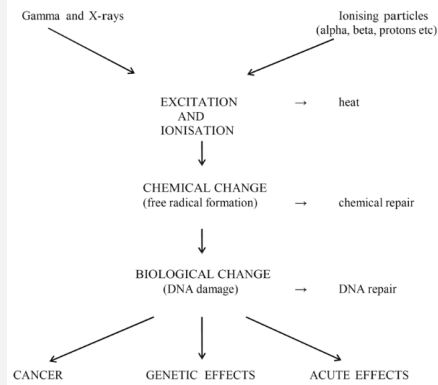 Gamma and X-rays
Ionising particles
(alpha, beta, protons etc)
EXCITATION → heat
AND
IONISATION
CHEMICAL CHANGE
(free radical formation) → chemical repair
BIOLOGICAL CHANGE
(DNA damage) → DNA repair
CANCER
GENETIC EFFECTS
ACUTE EFFECTS